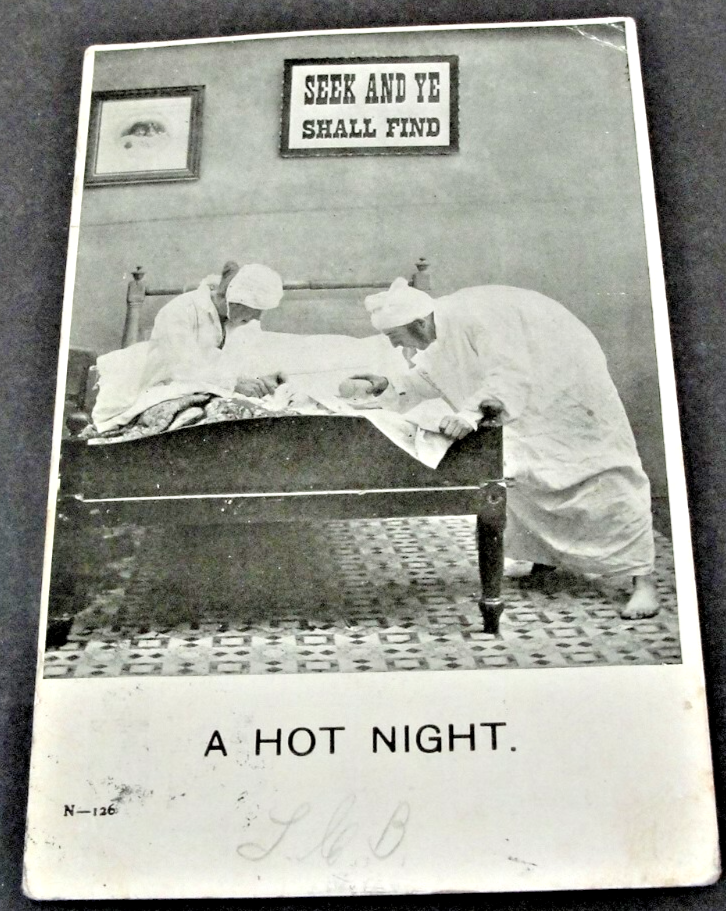 SEEK AND YE
SHALL FIND
A HOT NIGHT.
N—126
L C B